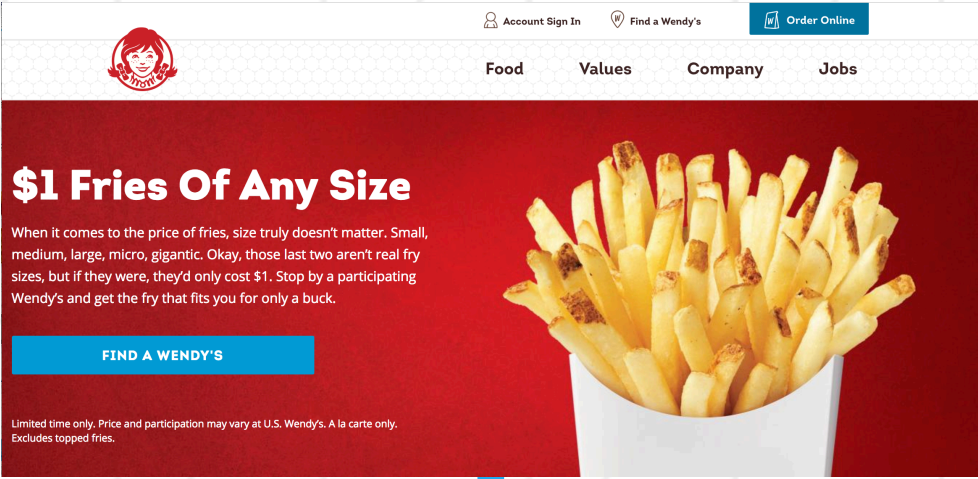 Account Sign In
Find a Wendy's
Order Online
Food
Values
Company
Jobs
$1 Fries Of Any Size
When it comes to the price of fries, size truly doesn't matter. Small,
medium, large, micro, gigantic. Okay, those last two aren't real fry
sizes, but if they were, they'd only cost $1. Stop by a participating
Wendy's and get the fry that fits you for only a buck.
FIND A WENDY'S
Limited time only. Price and participation may vary at U.S. Wendy's. A la carte only.
Excludes topped fries.